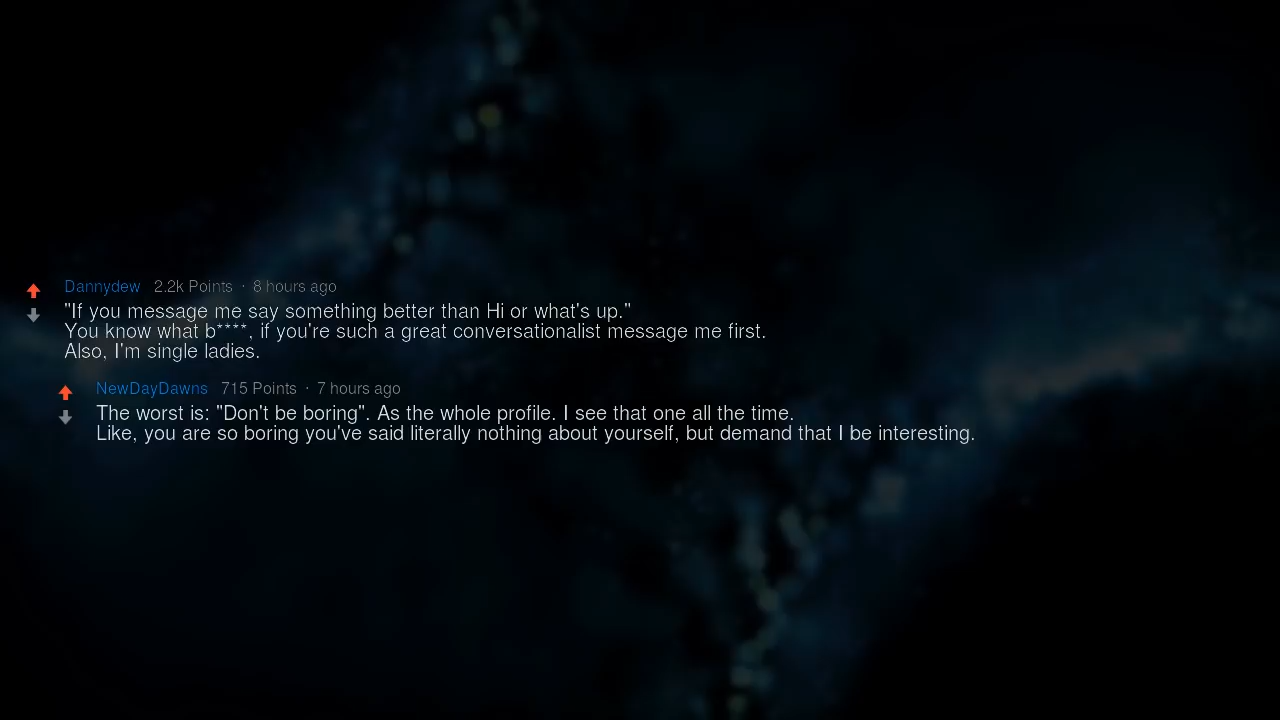 Dannydew 2.2k Points · 8 hours ago
"If you message me say something better than Hi or what's up."
You know what b****, if you're such a great conversationalist message me first.
Also, I'm single ladies.
NewDayDawns 715 Points · 7 hours ago
The worst is: "Don't be boring". As the whole profile. I see that one all the time.
Like, you are so boring you've said literally nothing about yourself, but demand that I be interesting.